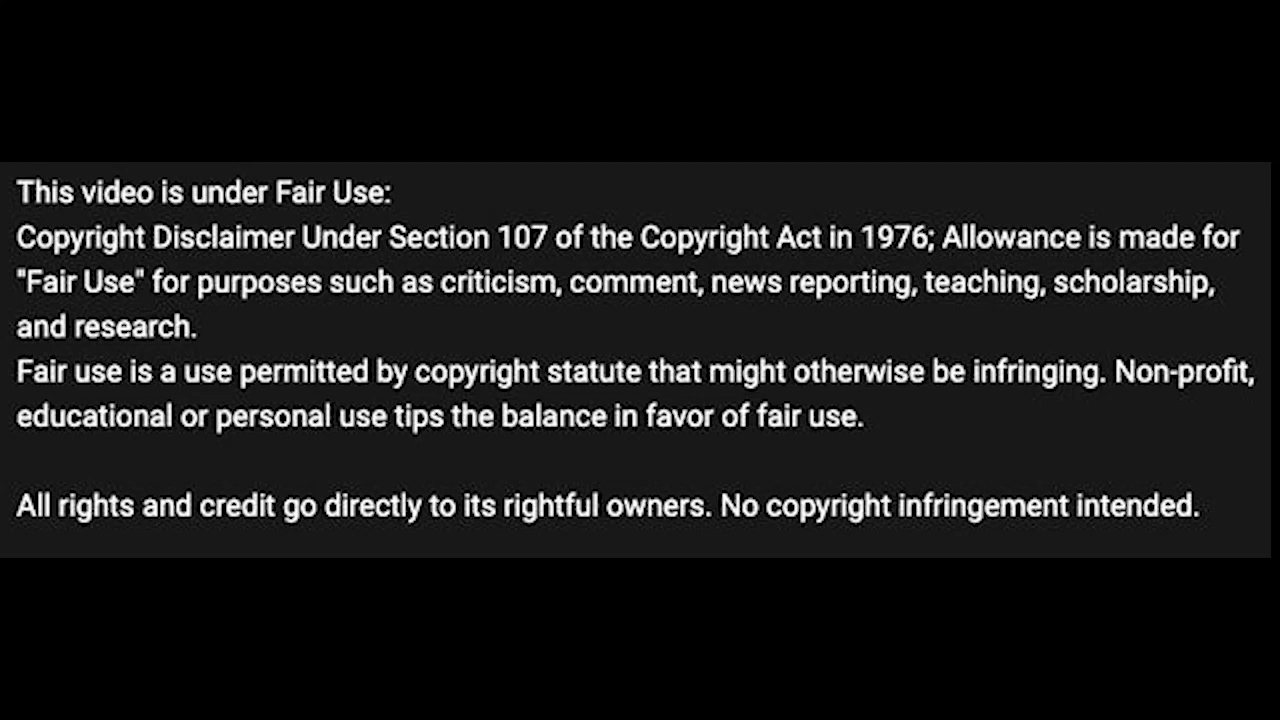 This video is under Fair Use:
Copyright Disclaimer Under Section 107 of the Copyright Act in 1976; Allowance is made for
"Fair Use" for purposes such as criticism, comment, news reporting, teaching, scholarship,
and research.
Fair use is a use permitted by copyright statute that might otherwise be infringing. Non-profit,
educational or personal use tips the balance in favor of fair use.
All rights and credit go directly to its rightful owners. No copyright infringement intended.